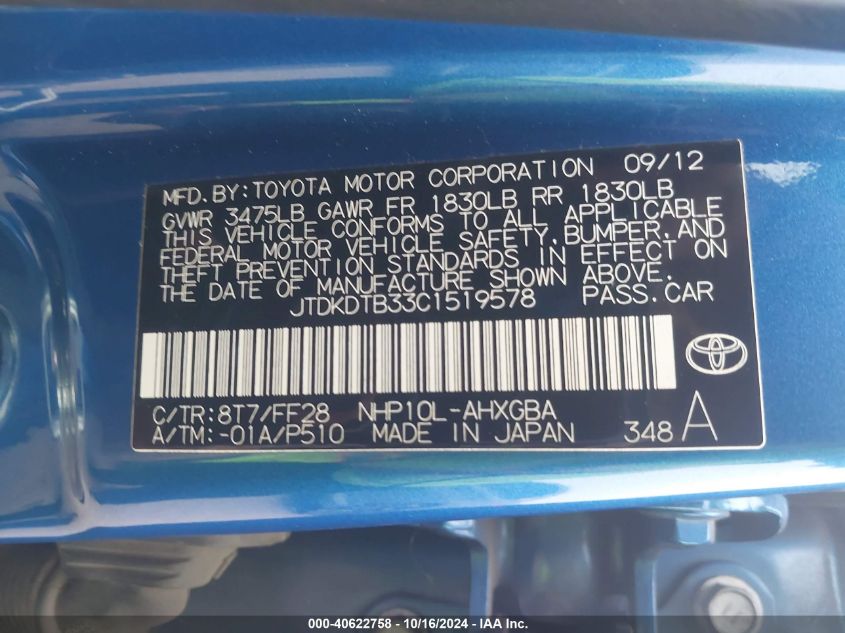 MFD. BY: TOYOTA MOTOR CORPORATION 09/12
GVWR 3475LB GAWR FR 1830LB RR 1830LB
THIS VEHICLE CONFORMS TO ALL APPLICABLE
FEDERAL MOTOR VEHICLE SAFETY, BUMPER, AND
THEFT PREVENTION STANDARDS IN EFFECT ON
THE DATE OF MANUFACTURE SHOWN ABOVE.
JTDKDTB33C1519578 PASS. CAR
C/TR: 8T7/FF28 NHP10L-AHXGBA
A/TM: -01A/P510 MADE IN JAPAN 348 A
000-40622758 - 10/16/2024 - IAA Inc.